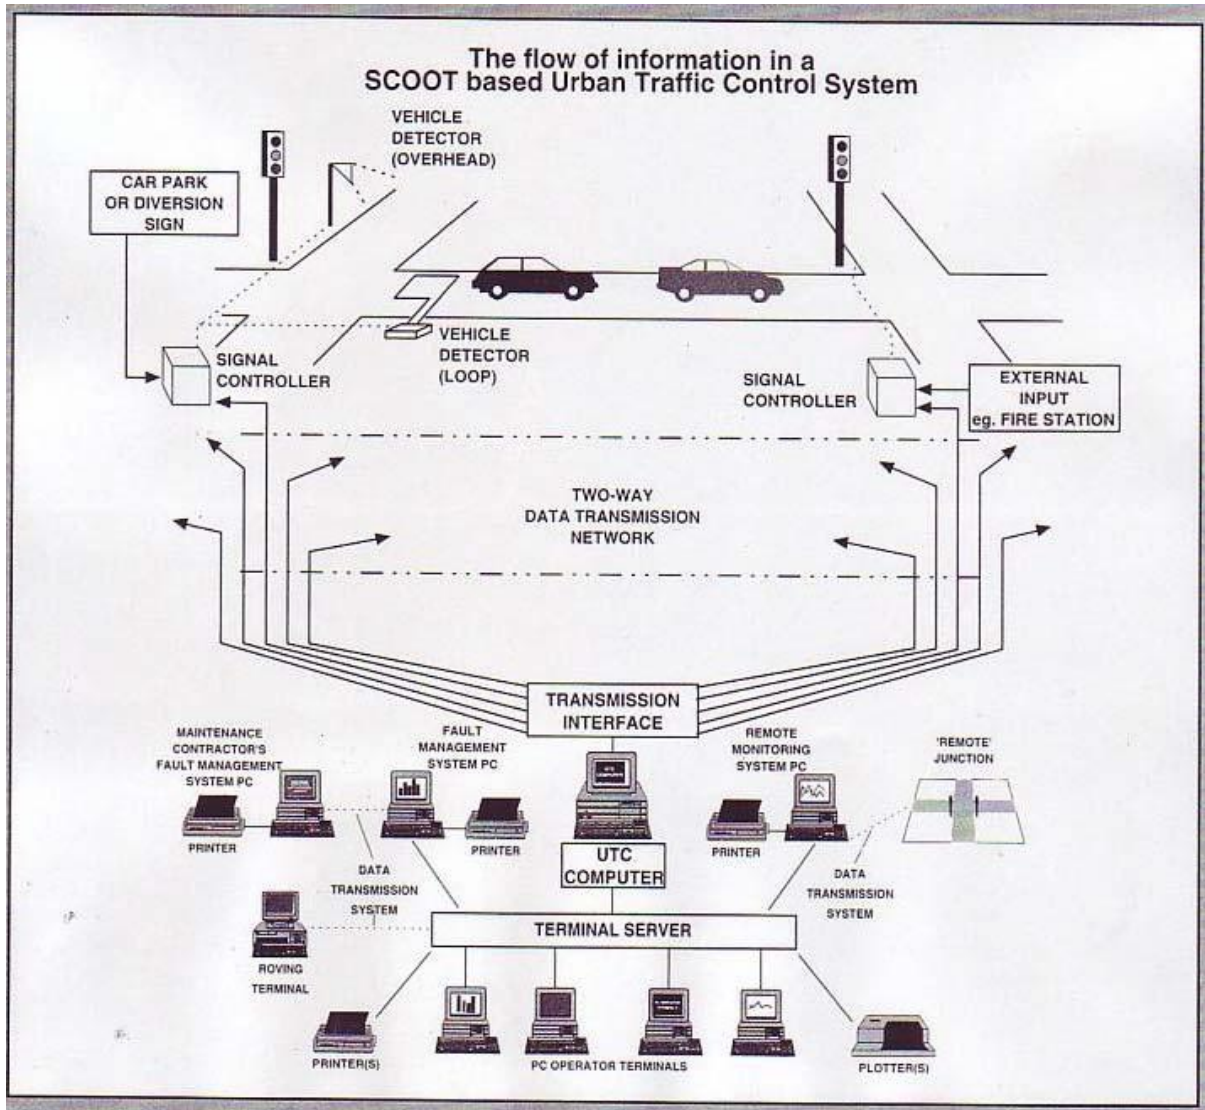 The flow of information in a
SCOOT based Urban Traffic Control System
VEHICLE
DETECTOR
(OVERHEAD)
CAR PARK
OR DIVERSION
SIGN
SIGNAL
CONTROLLER
VEHICLE
DETECTOR
(LOOP)
SIGNAL
CONTROLLER
EXTERNAL
INPUT
eg. FIRE STATION
TWO-WAY
DATA TRANSMISSION
NETWORK
TRANSMISSION
INTERFACE
MAINTENANCE
CONTRACTOR'S
FAULT MANAGEMENT
SYSTEM PC
FAULT
MANAGEMENT
SYSTEM PC
REMOTE
MONITORING
SYSTEM PC
'REMOTE'
JUNCTION
PRINTER
PRINTER
PRINTER
UTC
COMPUTER
DATA
TRANSMISSION
SYSTEM
DATA
TRANSMISSION
SYSTEM
TERMINAL SERVER
ROVING
TERMINAL
PRINTER(S)
PC OPERATOR TERMINALS
PLOTTER(S)